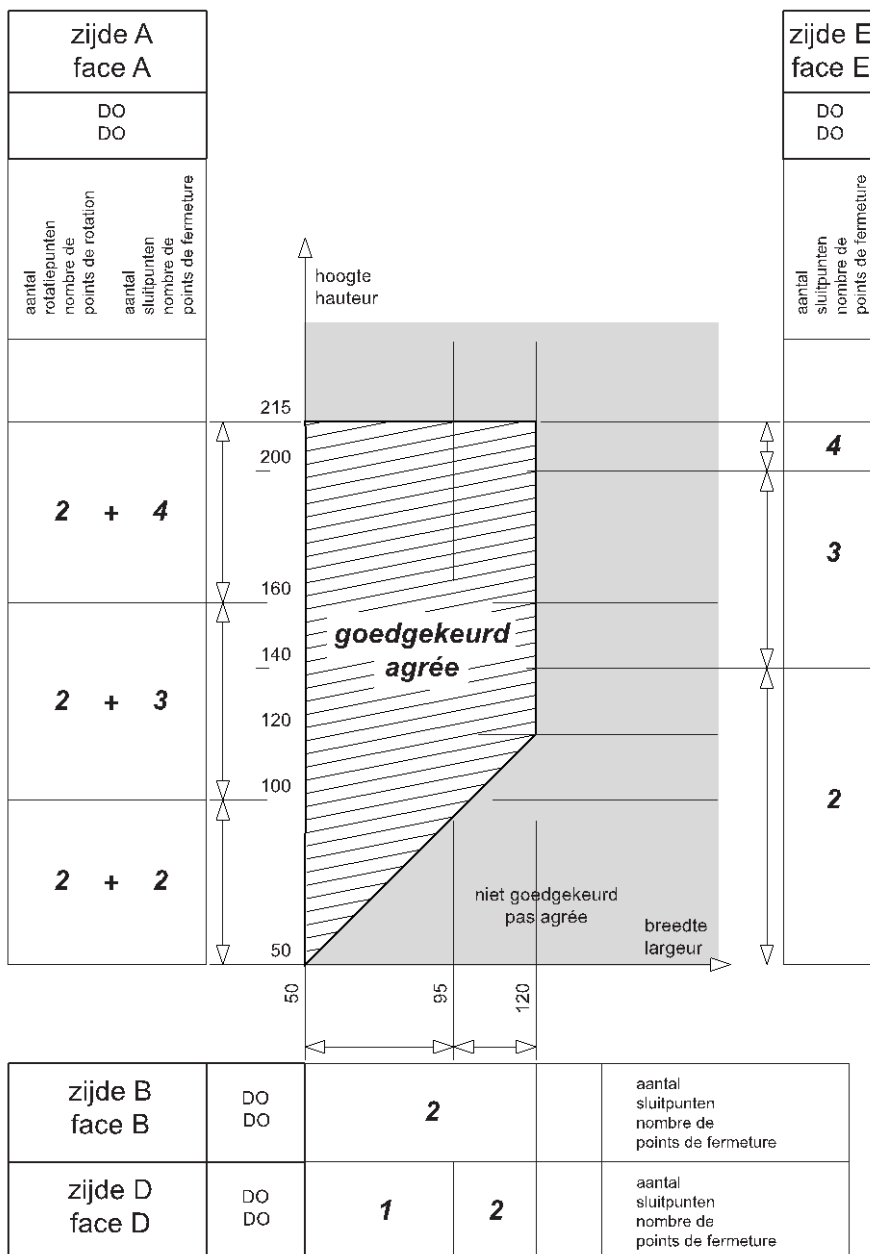 zijde A
face A
DO
DO
aantal
rotatiepunten
nombre de
points de rotation
aantal
sluitpunten
nombre de
points de fermeture
zijde E
face E
DO
DO
aantal
sluitpunten
nombre de
points de fermeture
hoogte
hauteur
215
200
160
140
120
100
50
2 + 4
2 + 3
2 + 2
goedgekeurd
agrée
4
3
2
niet goedgekeurd
pas agrée
breedte
largeur
50
95
120
zijde B
face B
DO
DO
2
aantal
sluitpunten
nombre de
points de fermeture
zijde D
face D
DO
DO
1
2
aantal
sluitpunten
nombre de
points de fermeture